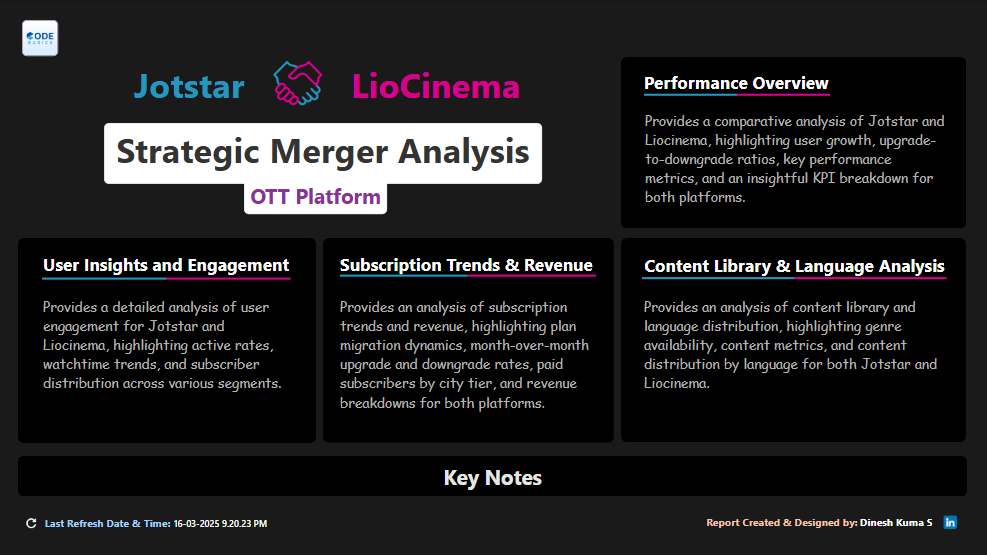 CODE
BASICS
Jotstar
LioCinema
Strategic Merger Analysis
OTT Platform
Performance Overview
Provides a comparative analysis of Jotstar and
Liocinema, highlighting user growth, upgrade-
to-downgrade ratios, key performance
metrics, and an insightful KPI breakdown for
both platforms.
User Insights and Engagement
Provides a detailed analysis of user
engagement for Jotstar and
Liocinema, highlighting active rates,
watchtime trends, and subscriber
distribution across various segments.
Subscription Trends & Revenue
Provides an analysis of subscription
trends and revenue, highlighting plan
migration dynamics, month-over-month
upgrade and downgrade rates, paid
subscribers by city tier, and revenue
breakdowns for both platforms.
Content Library & Language Analysis
Provides an analysis of content library and
language distribution, highlighting genre
availability, content metrics, and content
distribution by language for both Jotstar and
Liocinema.
Key Notes
Last Refresh Date & Time: 16-03-2025 9.20.23 PM
Report Created & Designed by: Dinesh Kuma S
in